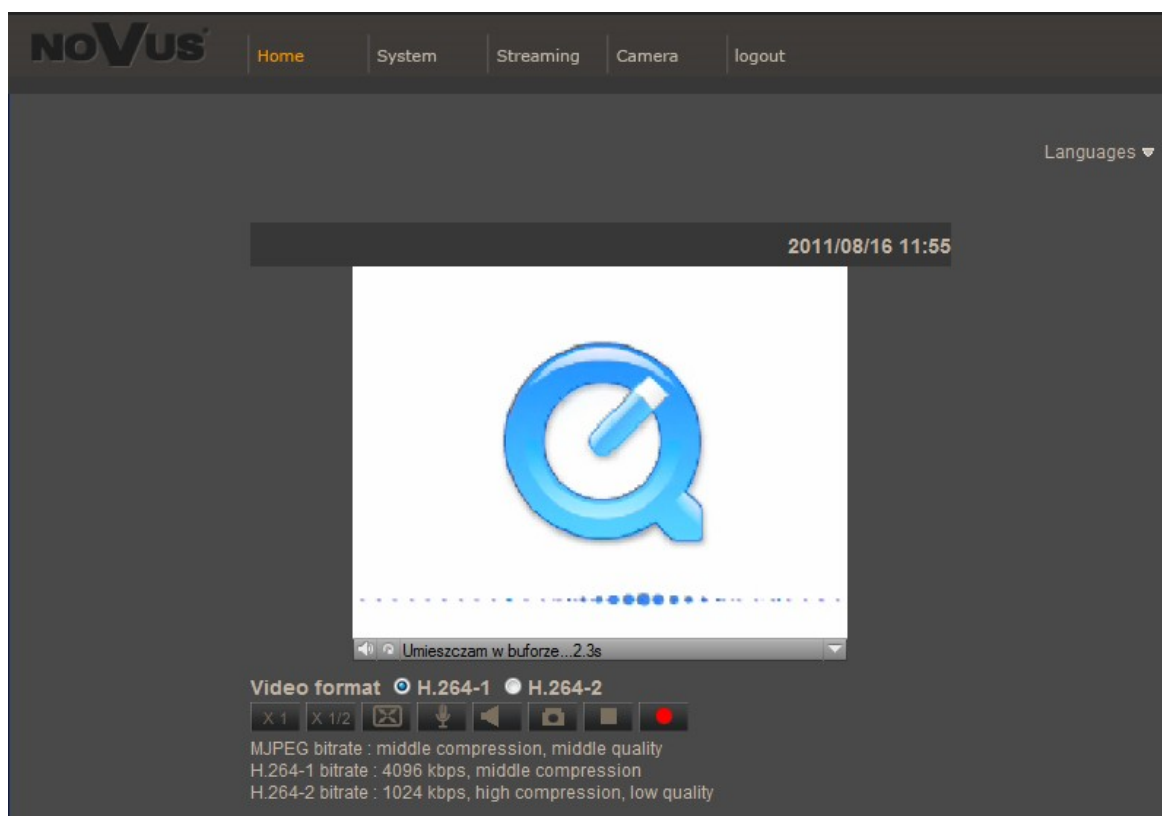 NOVUS
Home System Streaming Camera logout
Languages
2011/08/16 11:55
Umieszczam w buforze...2.3s
Video format H.264-1 H.264-2
X 1 X 1/2
MJPEG bitrate : middle compression, middle quality
H.264-1 bitrate : 4096 kbps, middle compression
H.264-2 bitrate : 1024 kbps, high compression, low quality